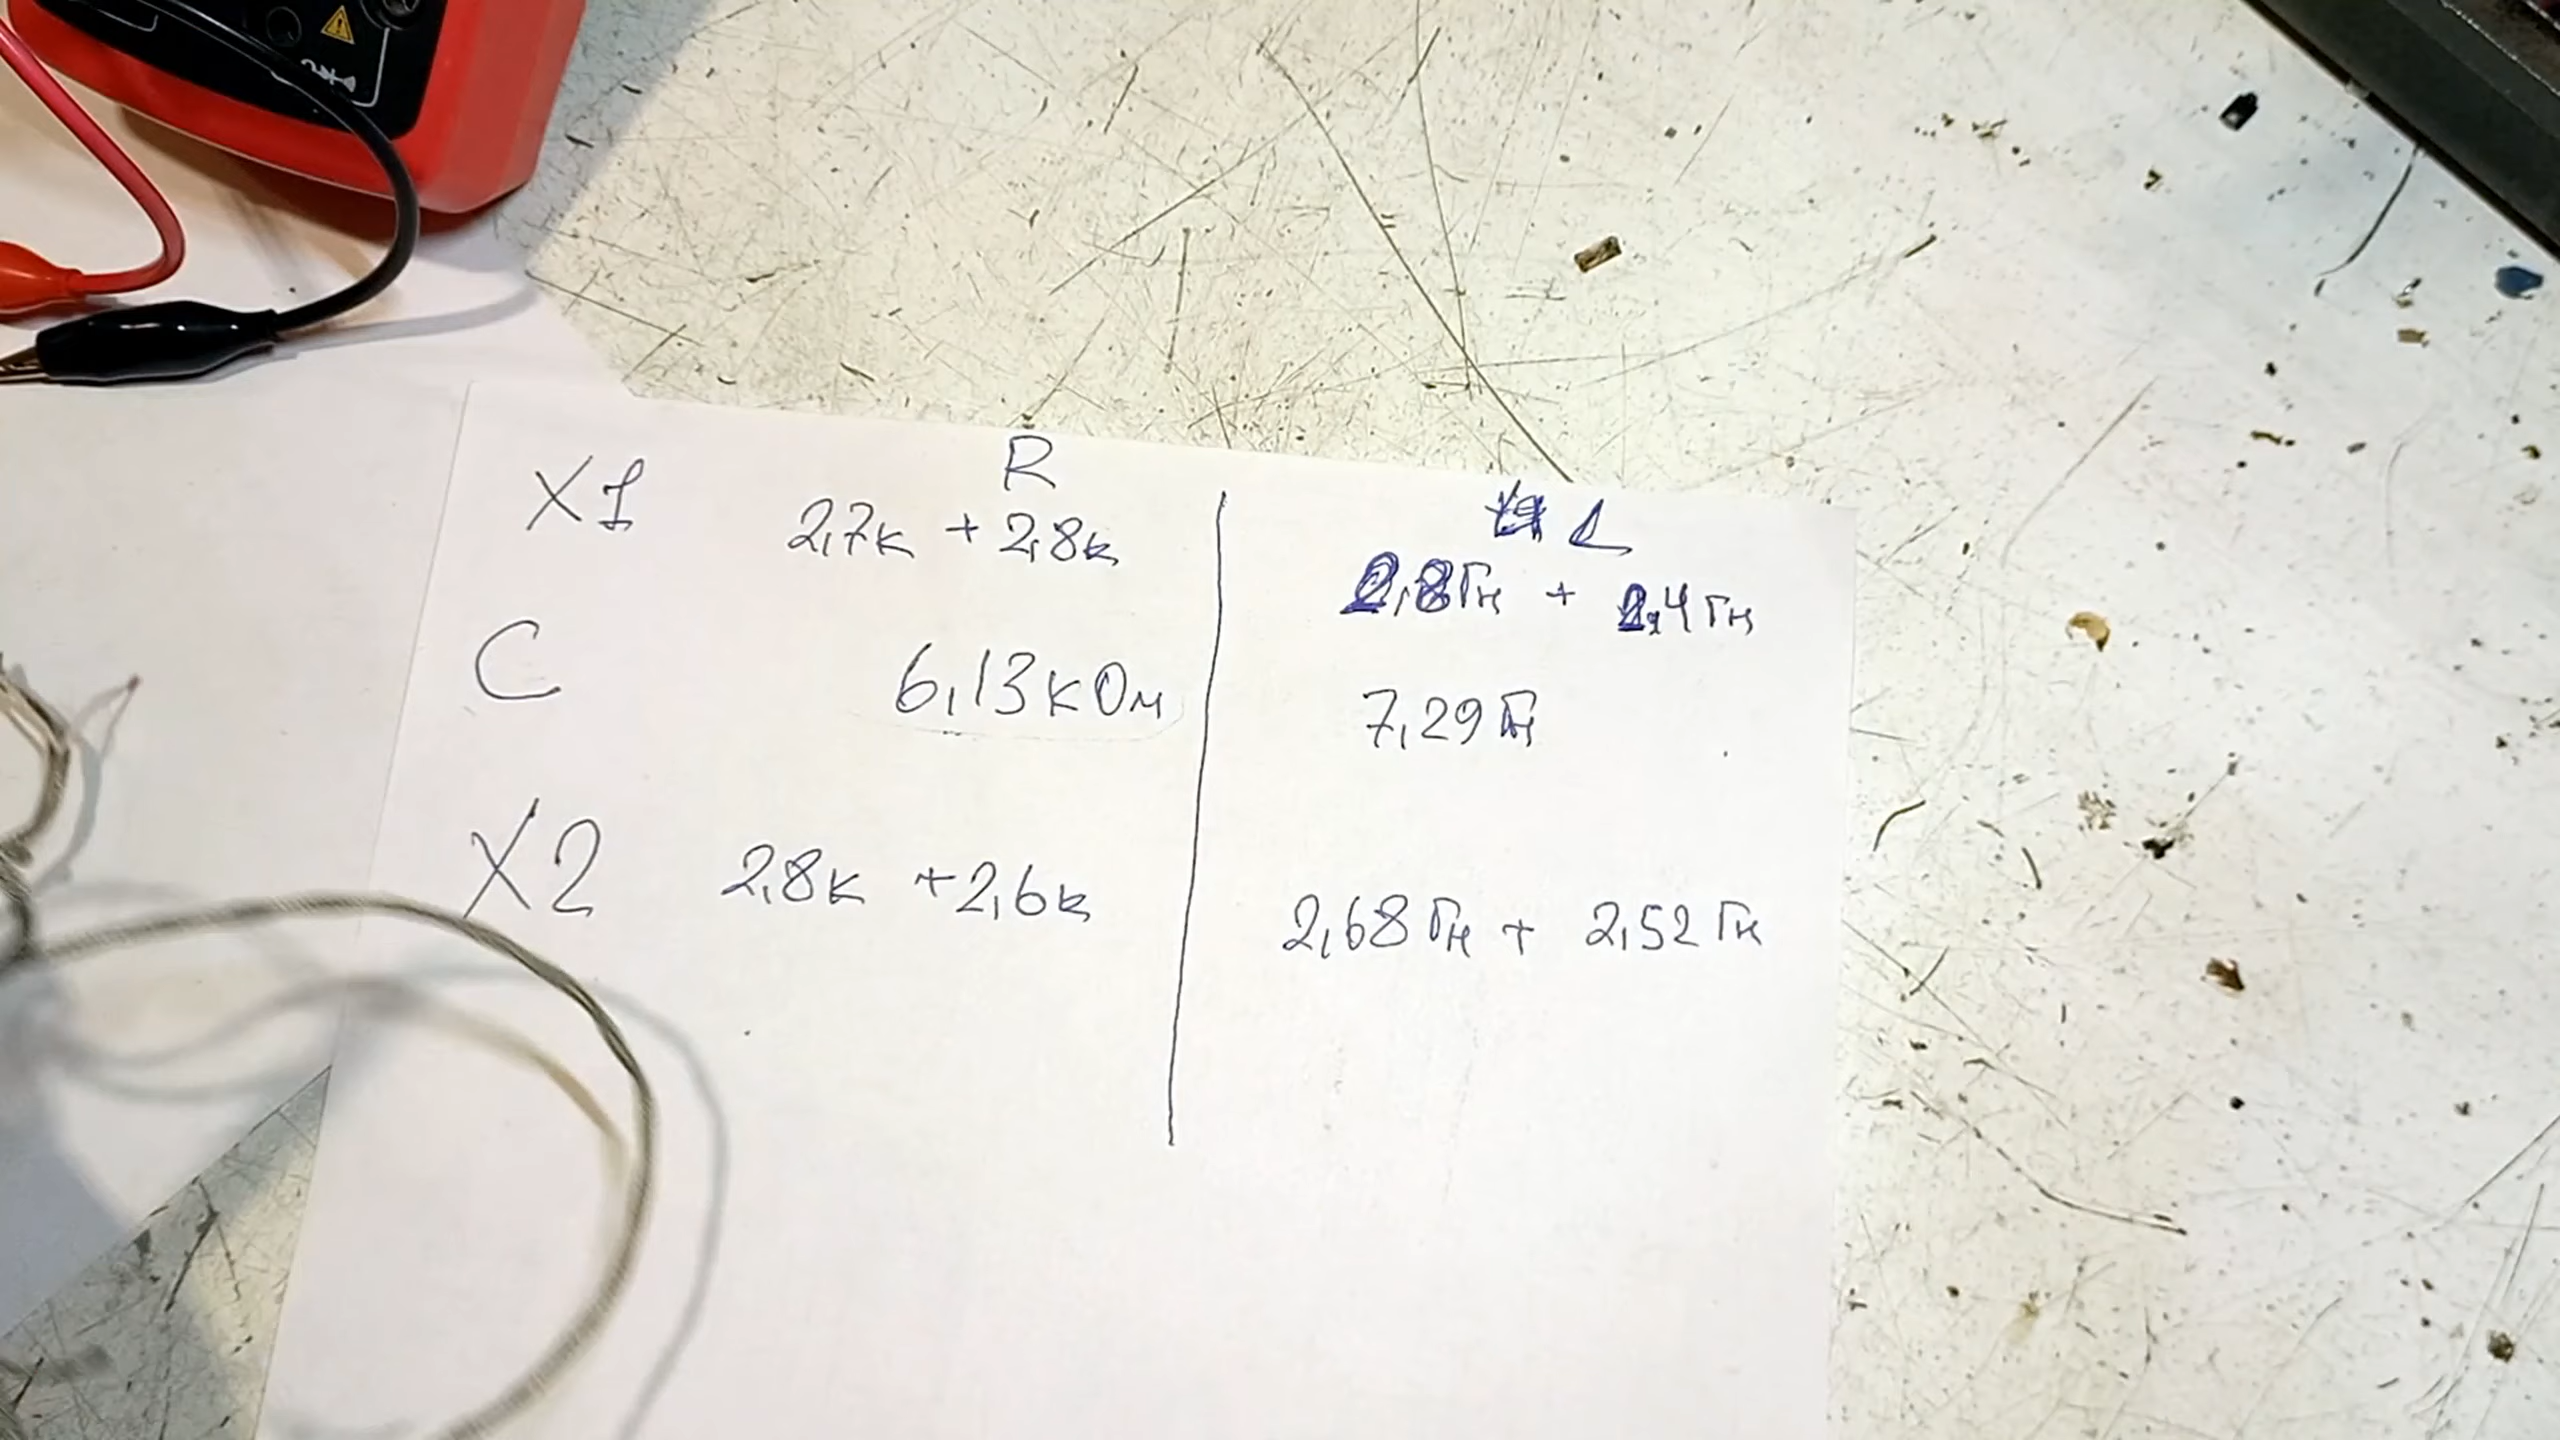 R
L
X1 2,7к + 2,8к 2,8Гн + 2,4Гн
C 6,13кОм 7,29Гн
X2 2,8к +2,6к 2,68Гн + 2,52Гн